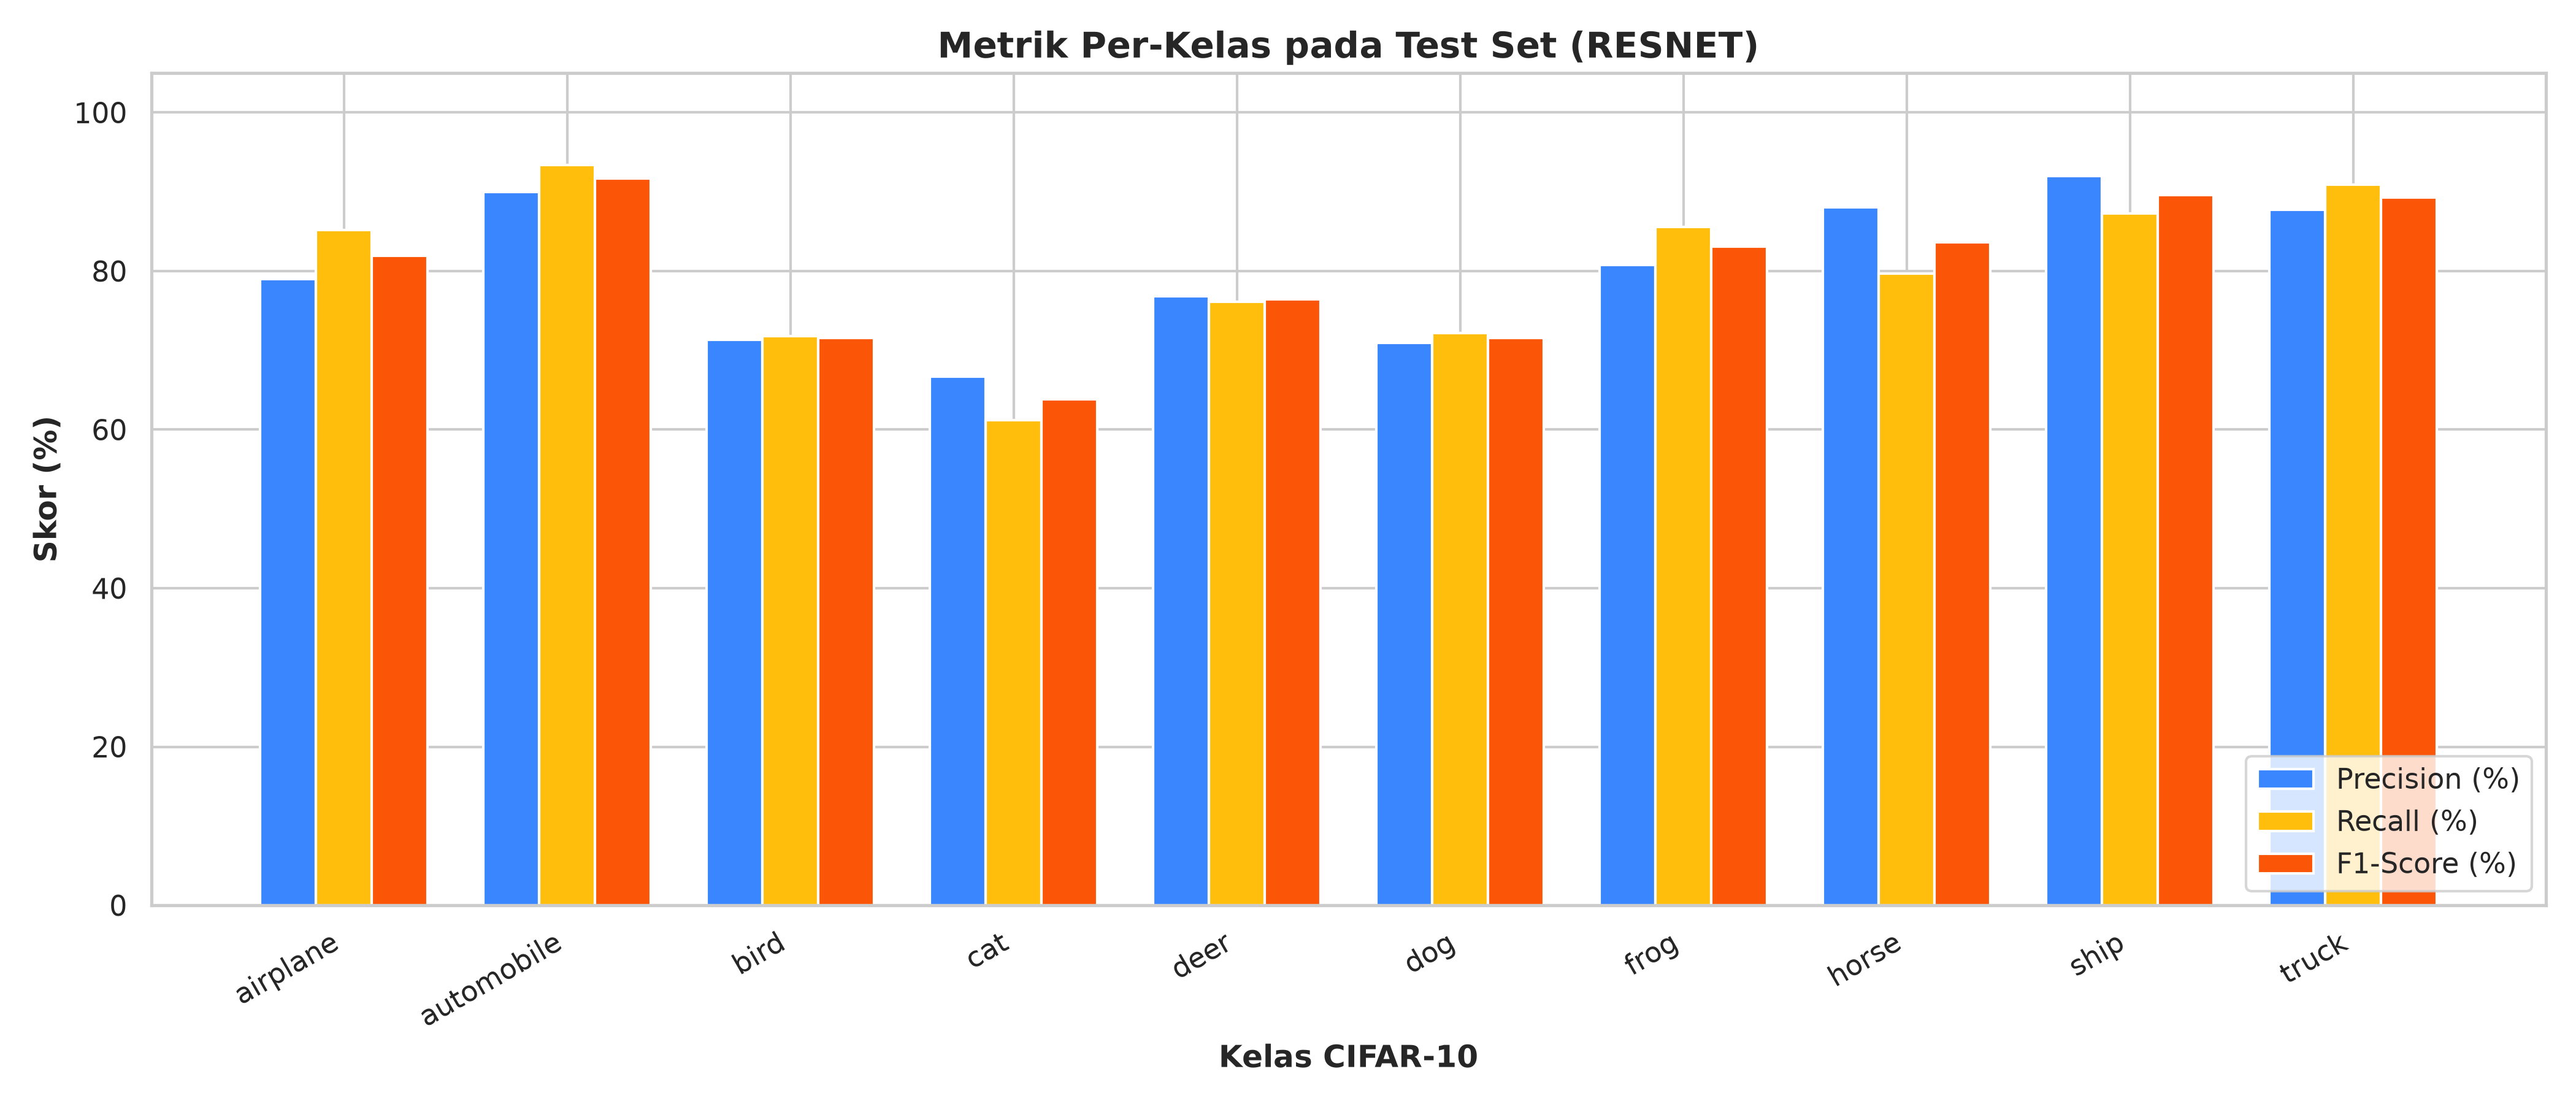 Metrik Per-Kelas pada Test Set (RESNET)
Skor (%)
100
80
60
40
20
0
airplane
automobile
bird
cat
deer
dog
frog
horse
ship
truck
Kelas CIFAR-10
Precision (%)
Recall (%)
F1-Score (%)